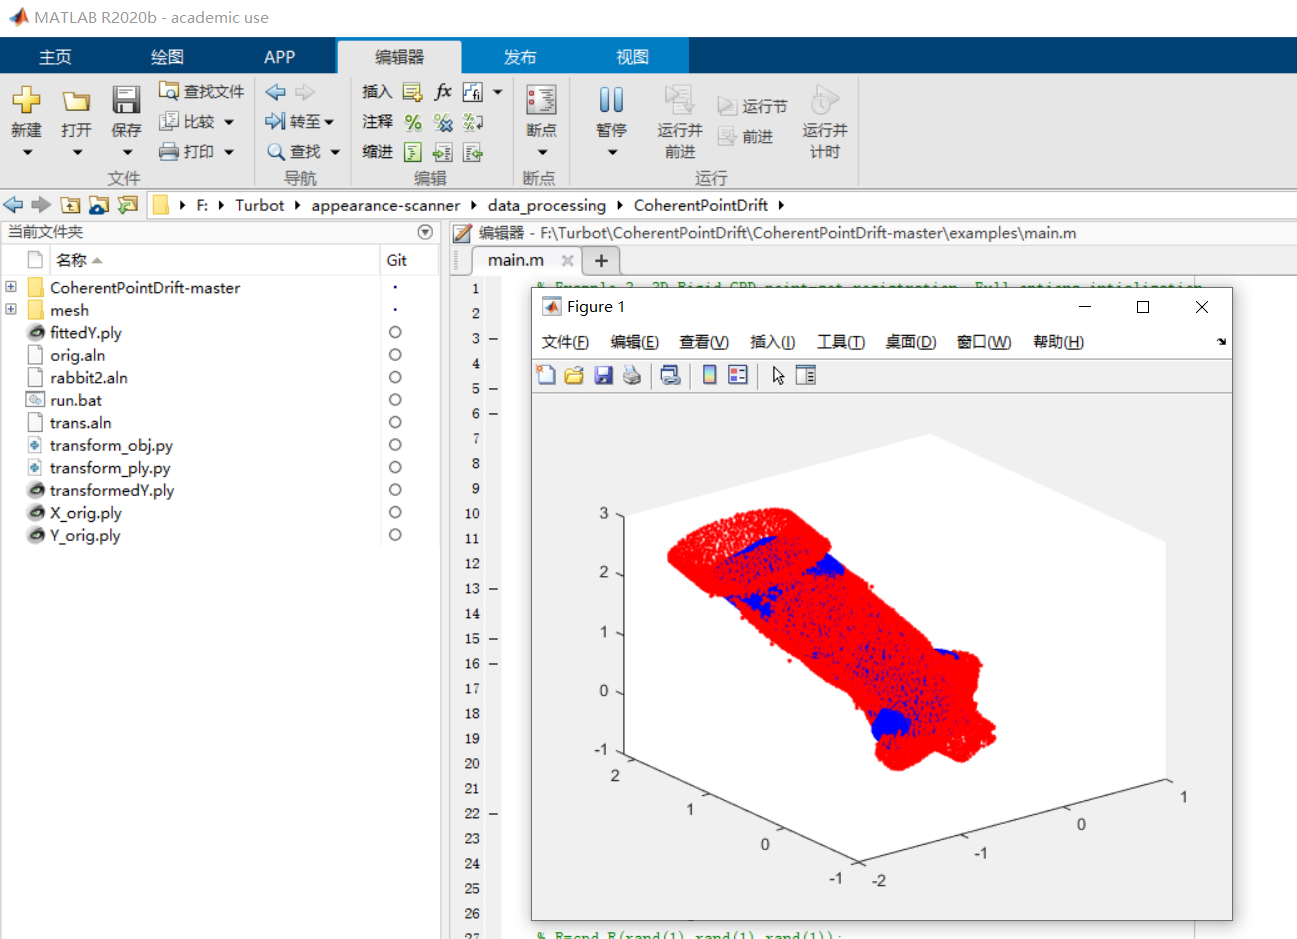 MATLAB R2020b - academic use
主页 绘图 APP 编辑器 发布 视图
新建 打开 保存 查找文件 比较 打印
转至 查找
插入 fx 注释 缩进
断点
暂停 运行并前进 运行节 前进 运行并计时
文件 导航 编辑 断点 运行
F: Turbot appearance-scanner data_processing CoherentPointDrift
当前文件夹
名称 Git
CoherentPointDrift-master
mesh
fittedY.ply
orig.aln
rabbit2.aln
run.bat
trans.aln
transform_obj.py
transform_ply.py
transformedY.ply
X_orig.ply
Y_orig.ply
编辑器 - F:\Turbot\CoherentPointDrift\CoherentPointDrift-master\examples\main.m
main.m
1
2
3
4
5
6
7
8
9
10
11
12
13
14
15
16
17
18
19
20
21
22
23
24
25
26
Figure 1
文件(F) 编辑(E) 查看(V) 插入(I) 工具(T) 桌面(D) 窗口(W) 帮助(H)
3
2
1
0
-1
2
1
0
-1
-2
-1
0
1